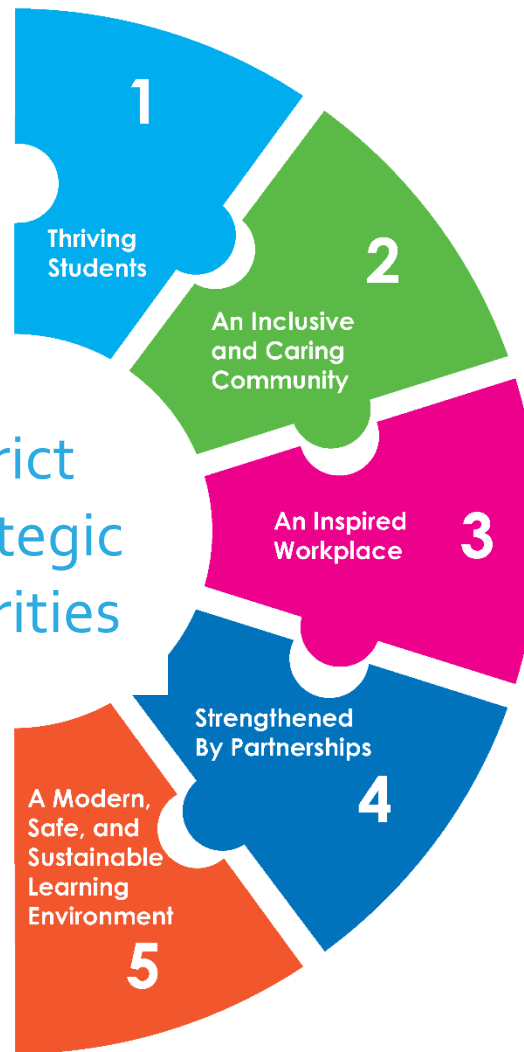 1
Thriving
Students
2
An Inclusive
and Caring
Community
rict
tegic
rities
An Inspired
Workplace
3
Strengthened
By Partnerships
4
A Modern,
Safe, and
Sustainable
Learning
Environment
5